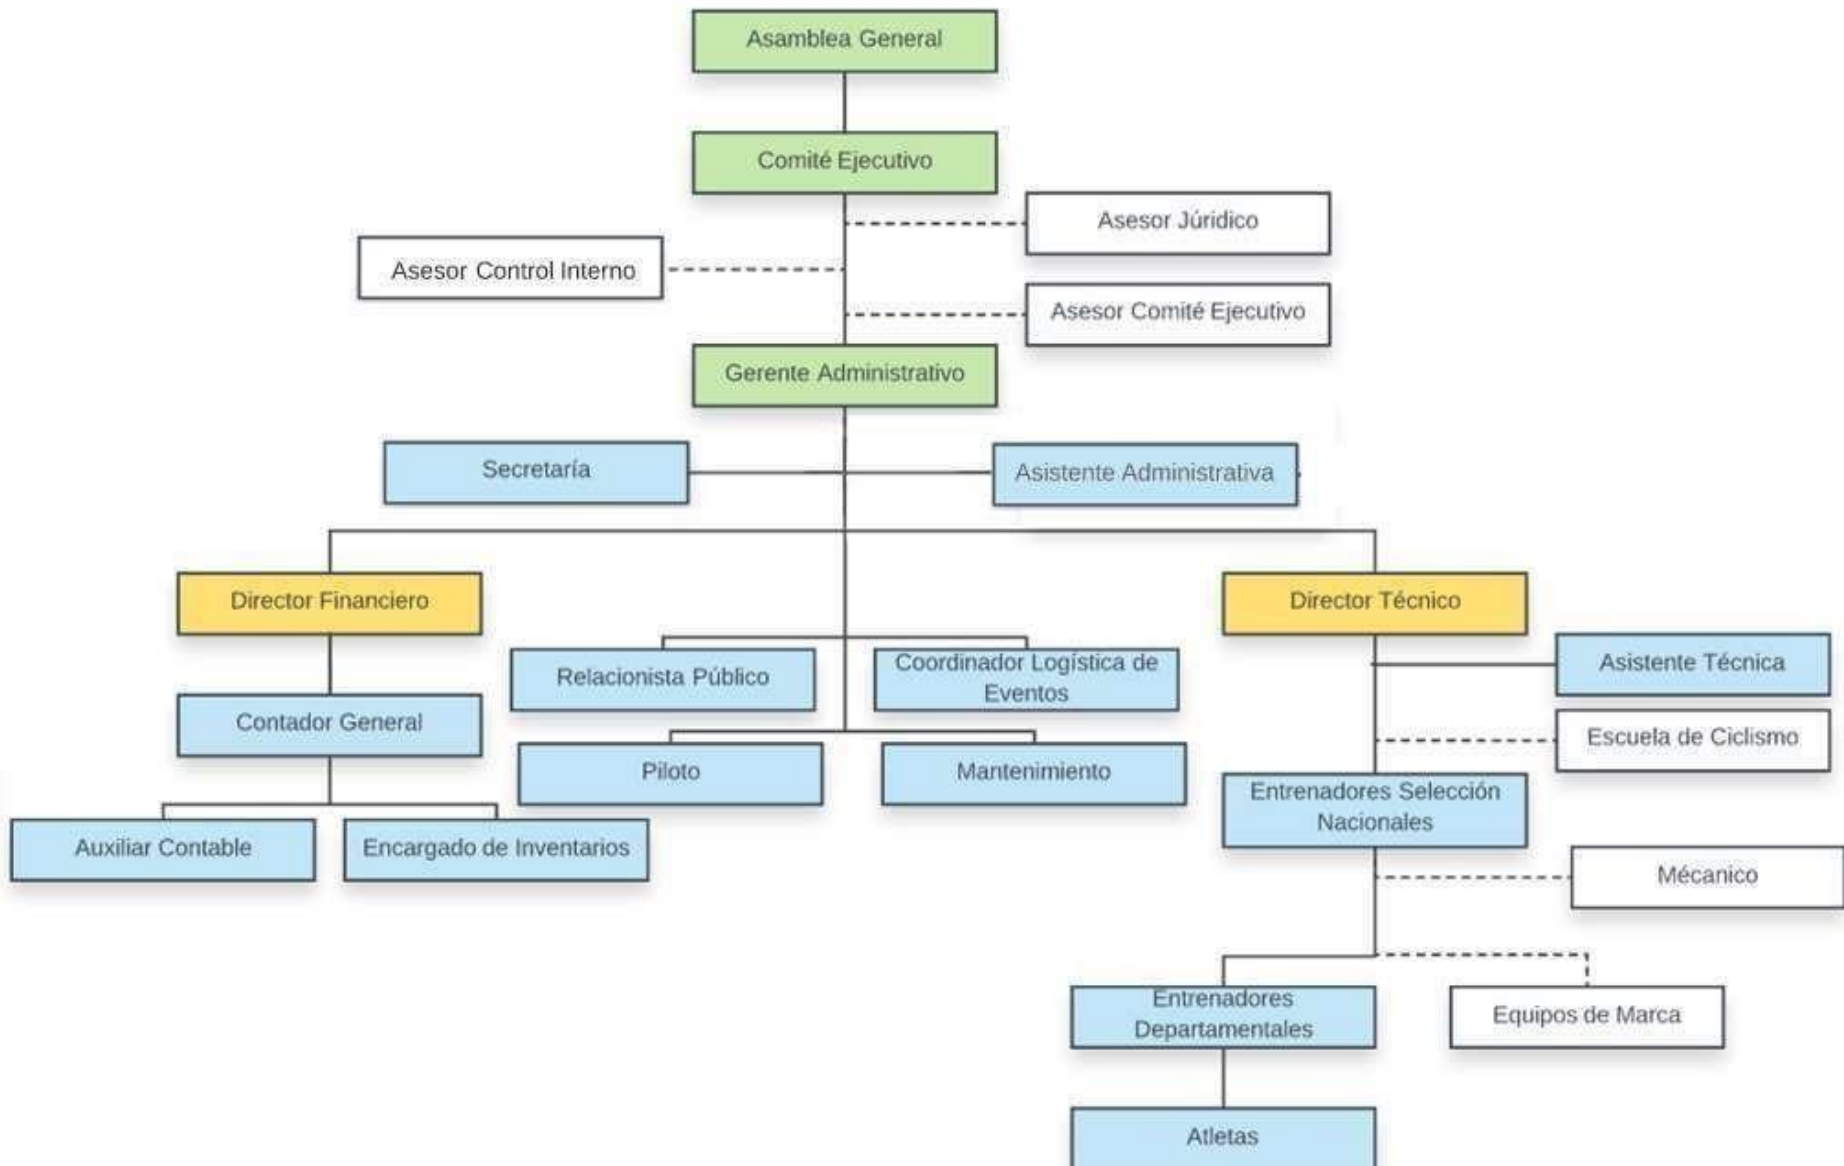 Asamblea General
Comité Ejecutivo
Asesor Júridico
Asesor Control Interno
Asesor Comité Ejecutivo
Gerente Administrativo
Secretaría
Asistente Administrativa
Director Financiero
Director Técnico
Relacionista Público
Coordinador Logística de
Eventos
Asistente Técnica
Contador General
Escuela de Ciclismo
Piloto
Mantenimiento
Entrenadores Selección
Nacionales
Auxiliar Contable
Encargado de Inventarios
Mécanico
Entrenadores
Departamentales
Equipos de Marca
Atletas